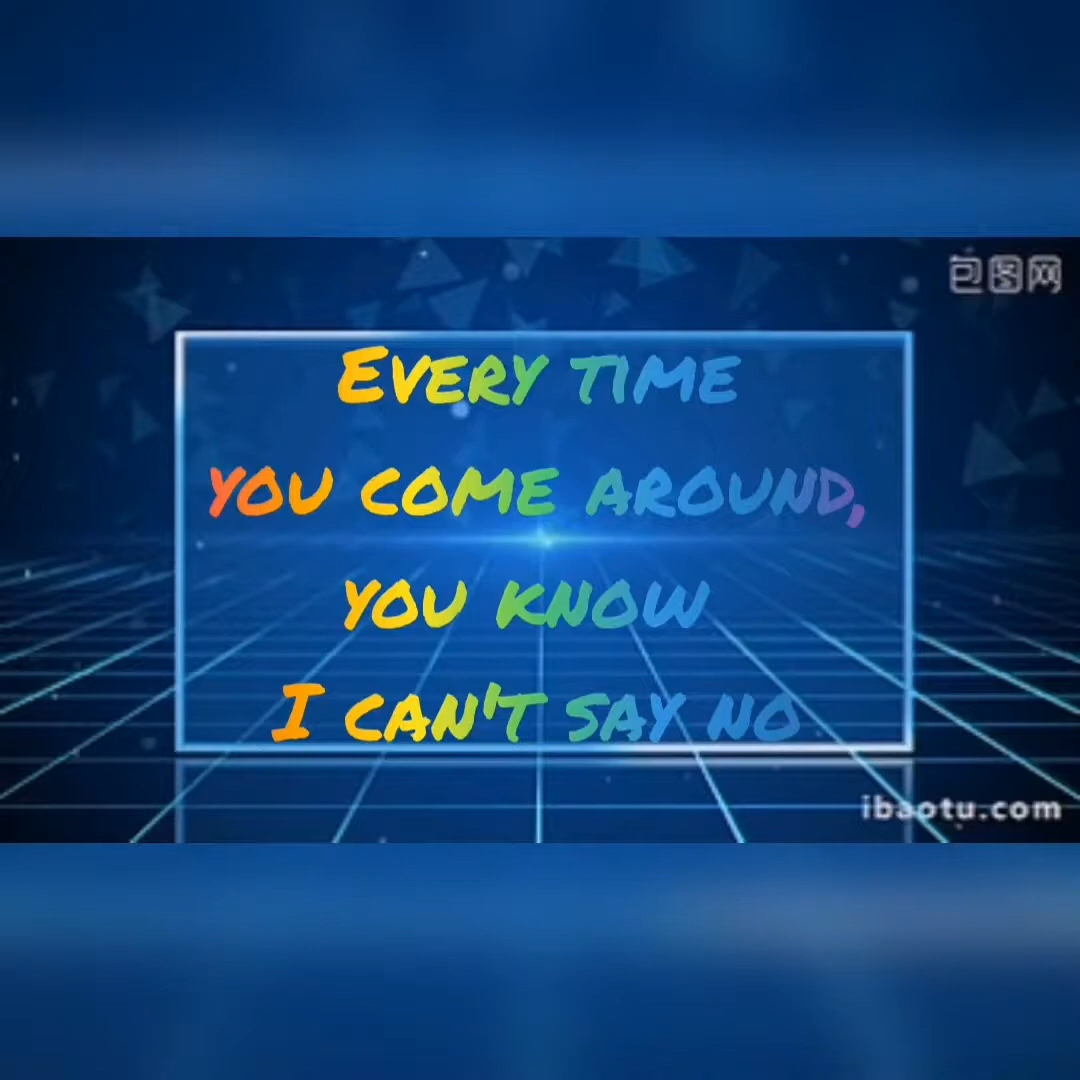 包图网
Every time
you come around,
you know
I can't say no
ibaotu.com